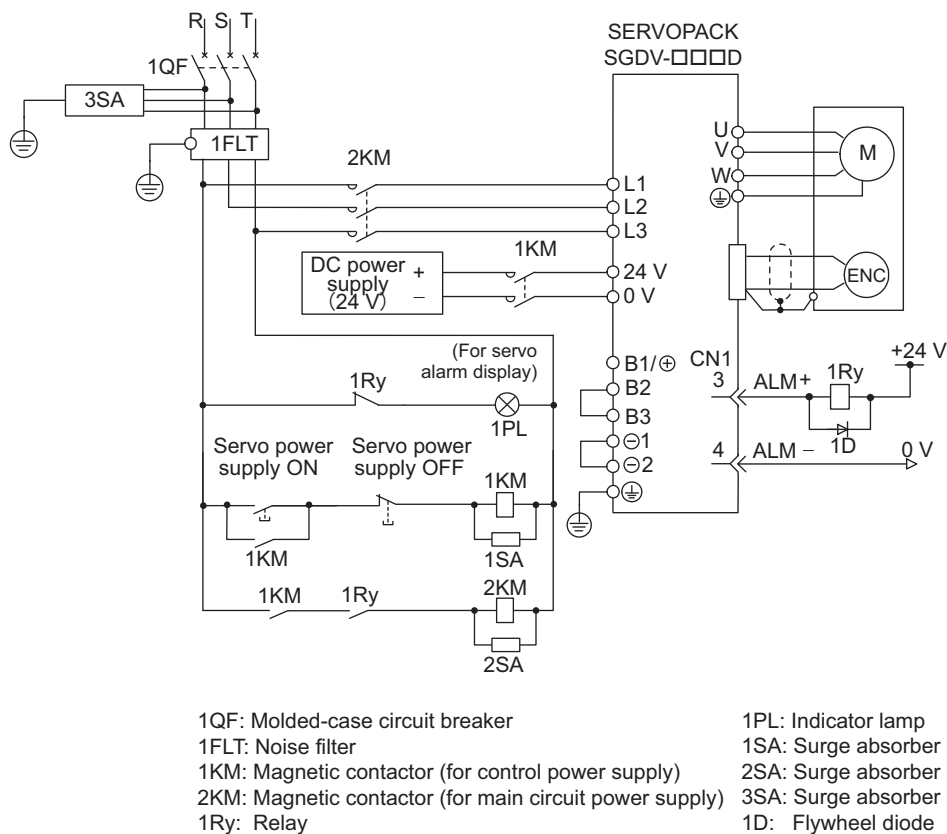 R S T
SERVOPACK
SGDV-□□□D
1QF
3SA
1FLT
2KM
U
V
W
M
L1
L2
L3
1KM
DC power
supply
(24 V)
+
−
24 V
0 V
ENC
(For servo
alarm display)
B1/⊕
B2
B3
⊖1
⊖2
CN1
3
ALM+
1Ry
+24 V
1D
4
ALM −
0 V
1Ry
1PL
Servo power
supply ON
Servo power
supply OFF
1KM
1KM
1SA
1KM
1Ry
2KM
2SA
1QF: Molded-case circuit breaker
1FLT: Noise filter
1KM: Magnetic contactor (for control power supply)
2KM: Magnetic contactor (for main circuit power supply)
1Ry: Relay
1PL: Indicator lamp
1SA: Surge absorber
2SA: Surge absorber
3SA: Surge absorber
1D: Flywheel diode